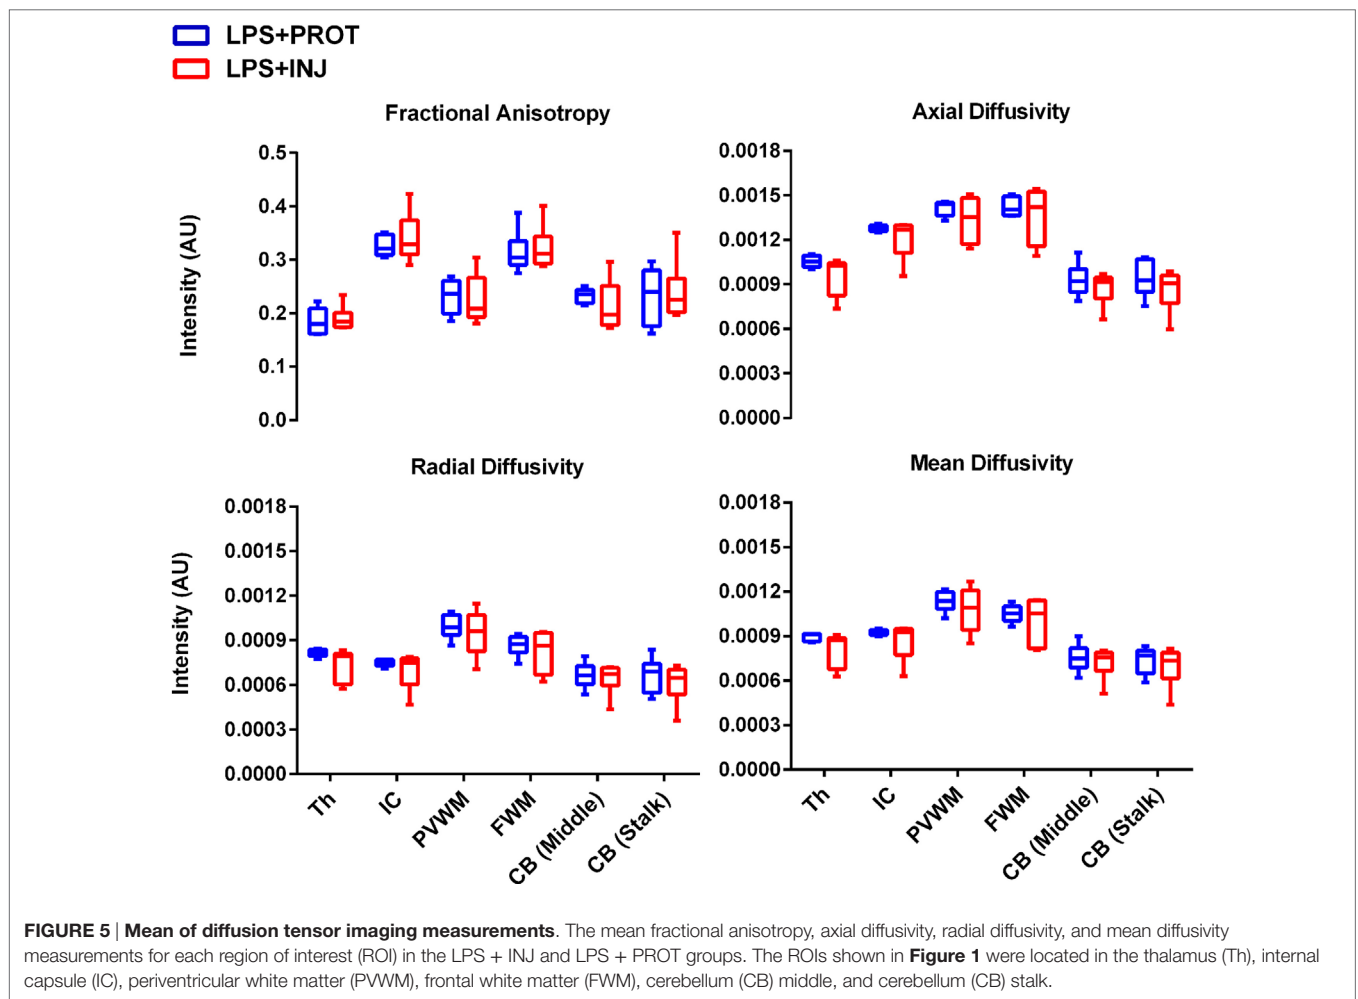 LPS+PROT
LPS+INJ
Fractional Anisotropy
Intensity (AU)
0.5
0.4
0.3
0.2
0.1
0.0
Axial Diffusivity
0.0018
0.0015
0.0012
0.0009
0.0006
0.0003
0.0000
Radial Diffusivity
Intensity (AU)
0.0018
0.0015
0.0012
0.0009
0.0006
0.0003
0.0000
Th
IC
PVWM
FWM
CB (Middle)
CB (Stalk)
Mean Diffusivity
0.0018
0.0015
0.0012
0.0009
0.0006
0.0003
0.0000
Th
IC
PVWM
FWM
CB (Middle)
CB (Stalk)
FIGURE 5 | Mean of diffusion tensor imaging measurements. The mean fractional anisotropy, axial diffusivity, radial diffusivity, and mean diffusivity
measurements for each region of interest (ROI) in the LPS + INJ and LPS + PROT groups. The ROIs shown in Figure 1 were located in the thalamus (Th), internal
capsule (IC), periventricular white matter (PVWM), frontal white matter (FWM), cerebellum (CB) middle, and cerebellum (CB) stalk.